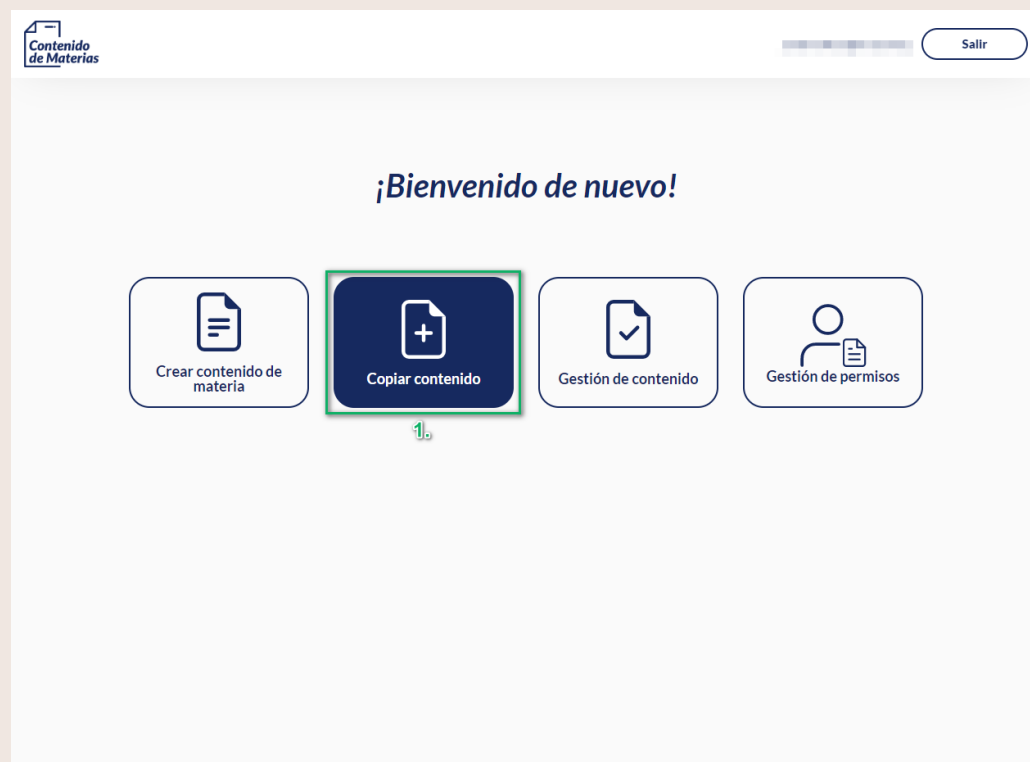 Contenido
de Materias
Salir
¡Bienvenido de nuevo!
Crear contenido de
materia
Copiar contenido
Gestión de contenido
Gestión de permisos
1.